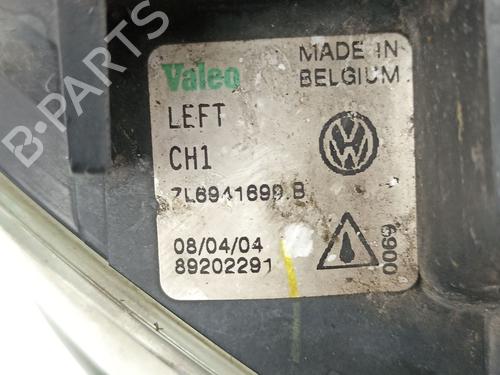 Valeo
MADE IN
BELGIUM
LEFT
CH1
7L6941699.B
08/04/04
89202291
0069
B-PARTS